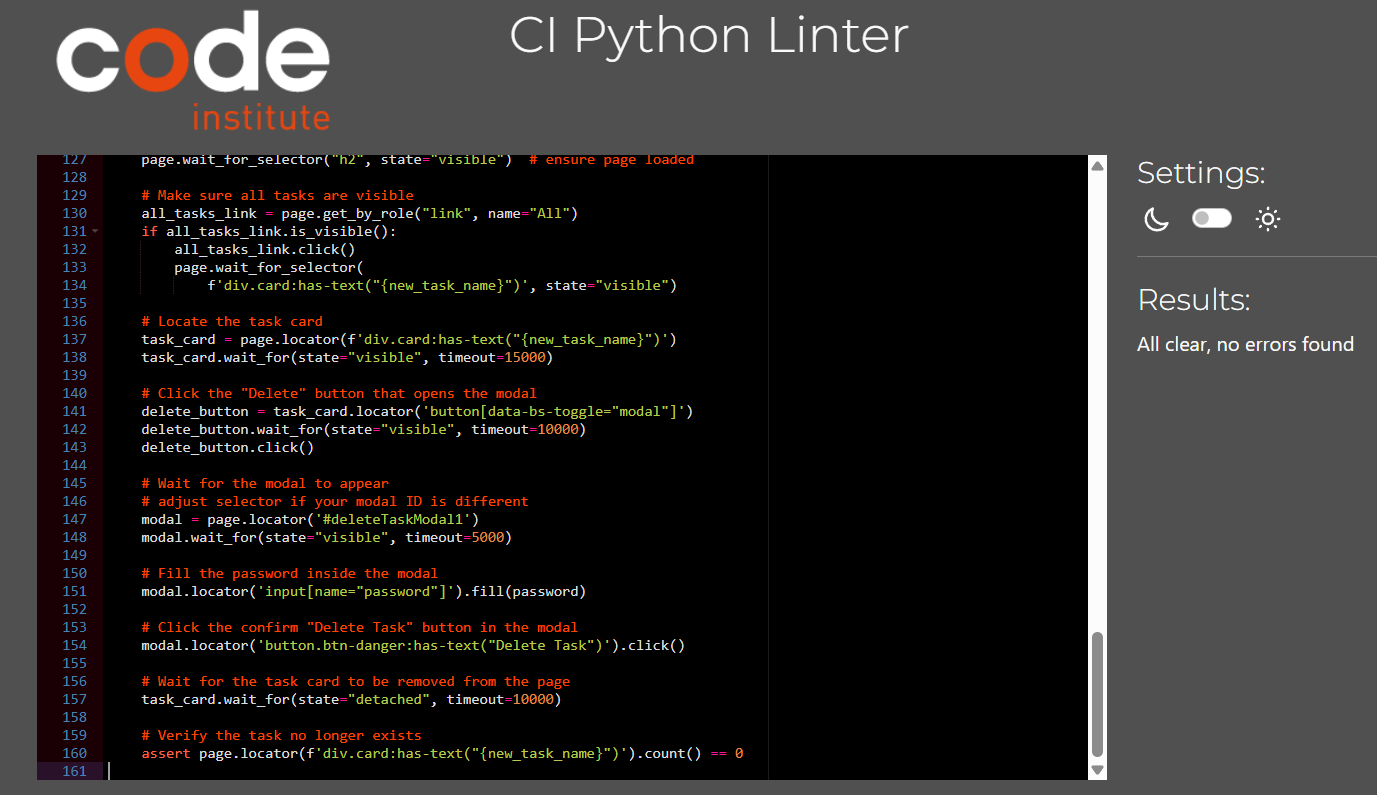 code
institute
CI Python Linter
127 page.wait_for_selector("h2", state="visible")  # ensure page loaded
128
129 # Make sure all tasks are visible
130 all_tasks_link = page.get_by_role("link", name="All")
131 if all_tasks_link.is_visible():
132     all_tasks_link.click()
133     page.wait_for_selector(
134         f'div.card:has-text("{new_task_name}")', state="visible")
135
136 # Locate the task card
137 task_card = page.locator(f'div.card:has-text("{new_task_name}")')
138 task_card.wait_for(state="visible", timeout=15000)
139
140 # Click the "Delete" button that opens the modal
141 delete_button = task_card.locator('button[data-bs-toggle="modal"]')
142 delete_button.wait_for(state="visible", timeout=10000)
143 delete_button.click()
144
145 # Wait for the modal to appear
146 # adjust selector if your modal ID is different
147 modal = page.locator('#deleteTaskModal1')
148 modal.wait_for(state="visible", timeout=5000)
149
150 # Fill the password inside the modal
151 modal.locator('input[name="password"]').fill(password)
152
153 # Click the confirm "Delete Task" button in the modal
154 modal.locator('button.btn-danger:has-text("Delete Task")').click()
155
156 # Wait for the task card to be removed from the page
157 task_card.wait_for(state="detached", timeout=10000)
158
159 # Verify the task no longer exists
160 assert page.locator(f'div.card:has-text("{new_task_name}")').count() == 0
161
Settings:
Results:
All clear, no errors found